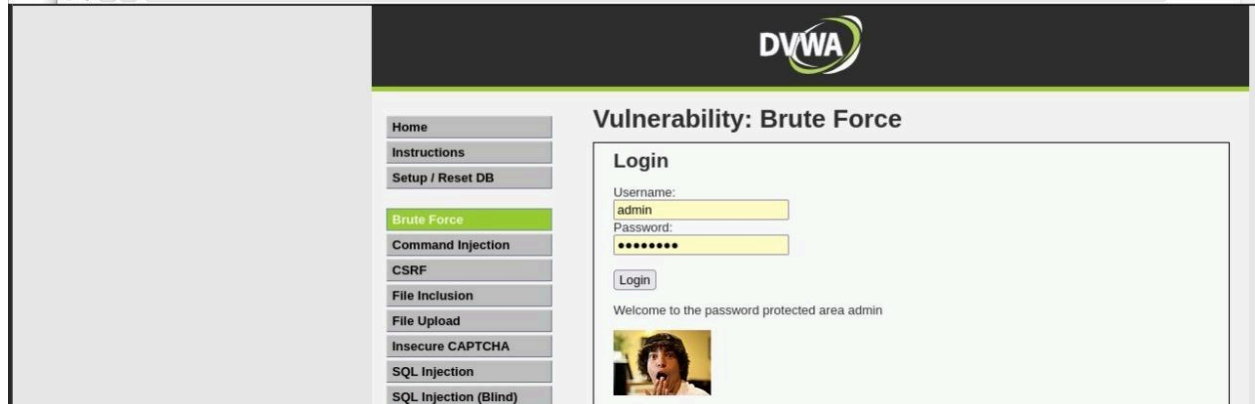 DVWA
Home
Instructions
Setup / Reset DB
Brute Force
Command Injection
CSRF
File Inclusion
File Upload
Insecure CAPTCHA
SQL Injection
SQL Injection (Blind)
Vulnerability: Brute Force
Login
Username:
admin
Password:
••••••••
Login
Welcome to the password protected area admin